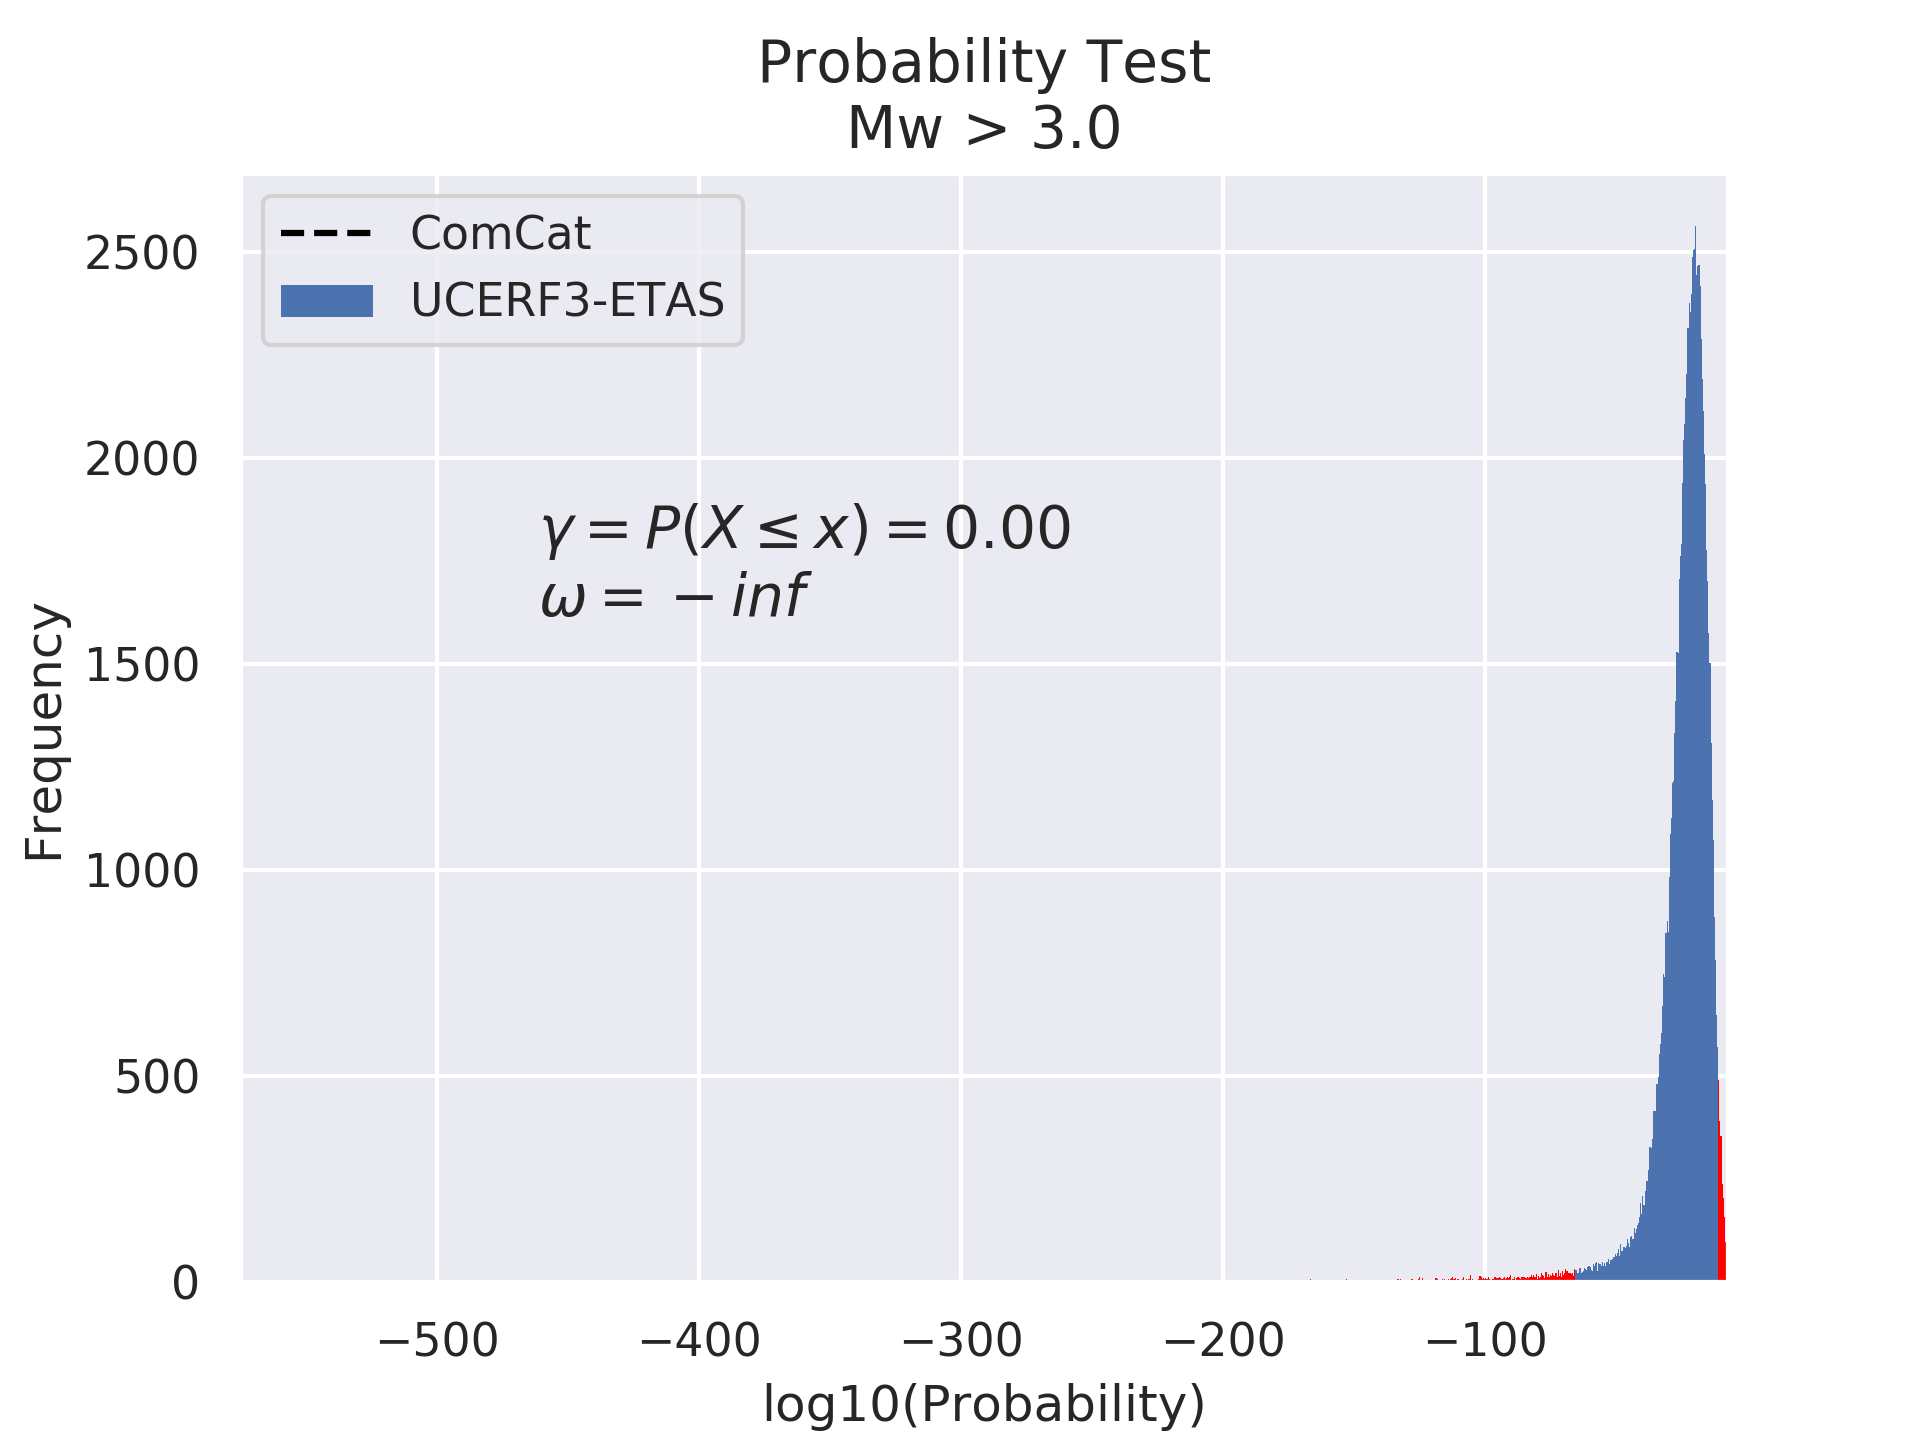 Probability Test
Mw > 3.0
ComCat
UCERF3-ETAS
γ = P(X ≤ x) = 0.00
ω = − inf
Frequency
2500
2000
1500
1000
500
0
−500 −400 −300 −200 −100
log10(Probability)